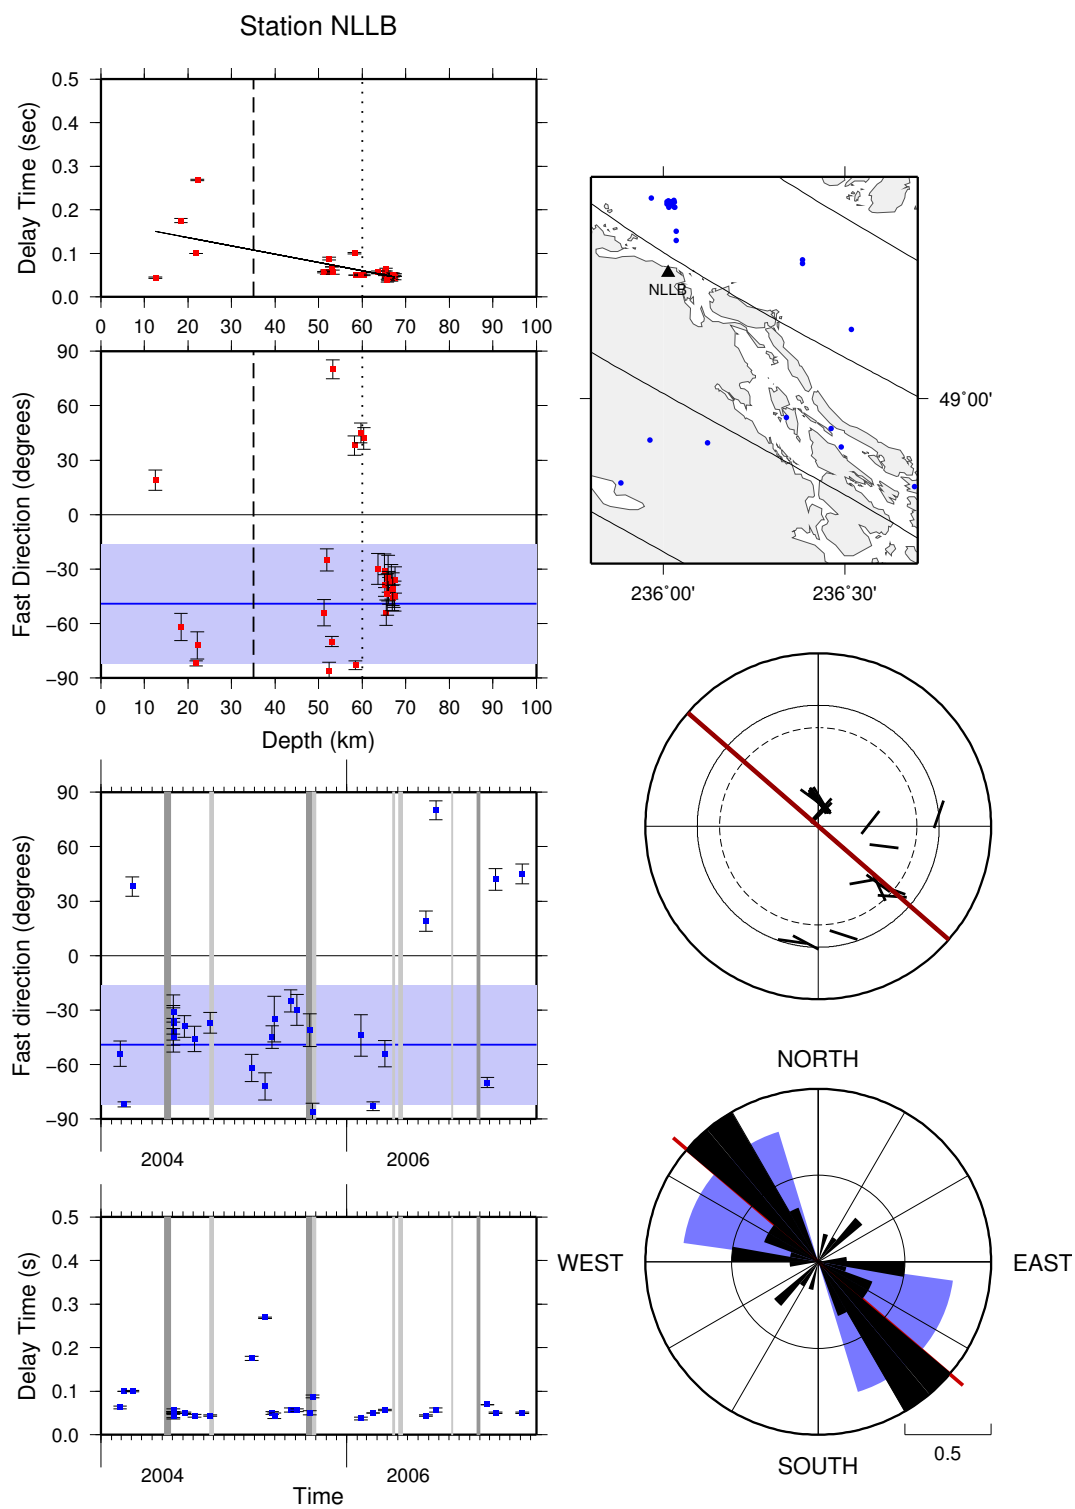 Station NLLB
Delay Time (sec)
0.5
0.4
0.3
0.2
0.1
0.0
0 10 20 30 40 50 60 70 80 90 100
Fast Direction (degrees)
90
60
30
0
−30
−60
−90
0 10 20 30 40 50 60 70 80 90 100
Depth (km)
NLLB
49°00'
236°00' 236°30'
Fast direction (degrees)
90
60
30
0
−30
−60
−90
2004 2006
Delay Time (s)
0.5
0.4
0.3
0.2
0.1
0.0
2004 2006
Time
NORTH
WEST
EAST
SOUTH
0.5